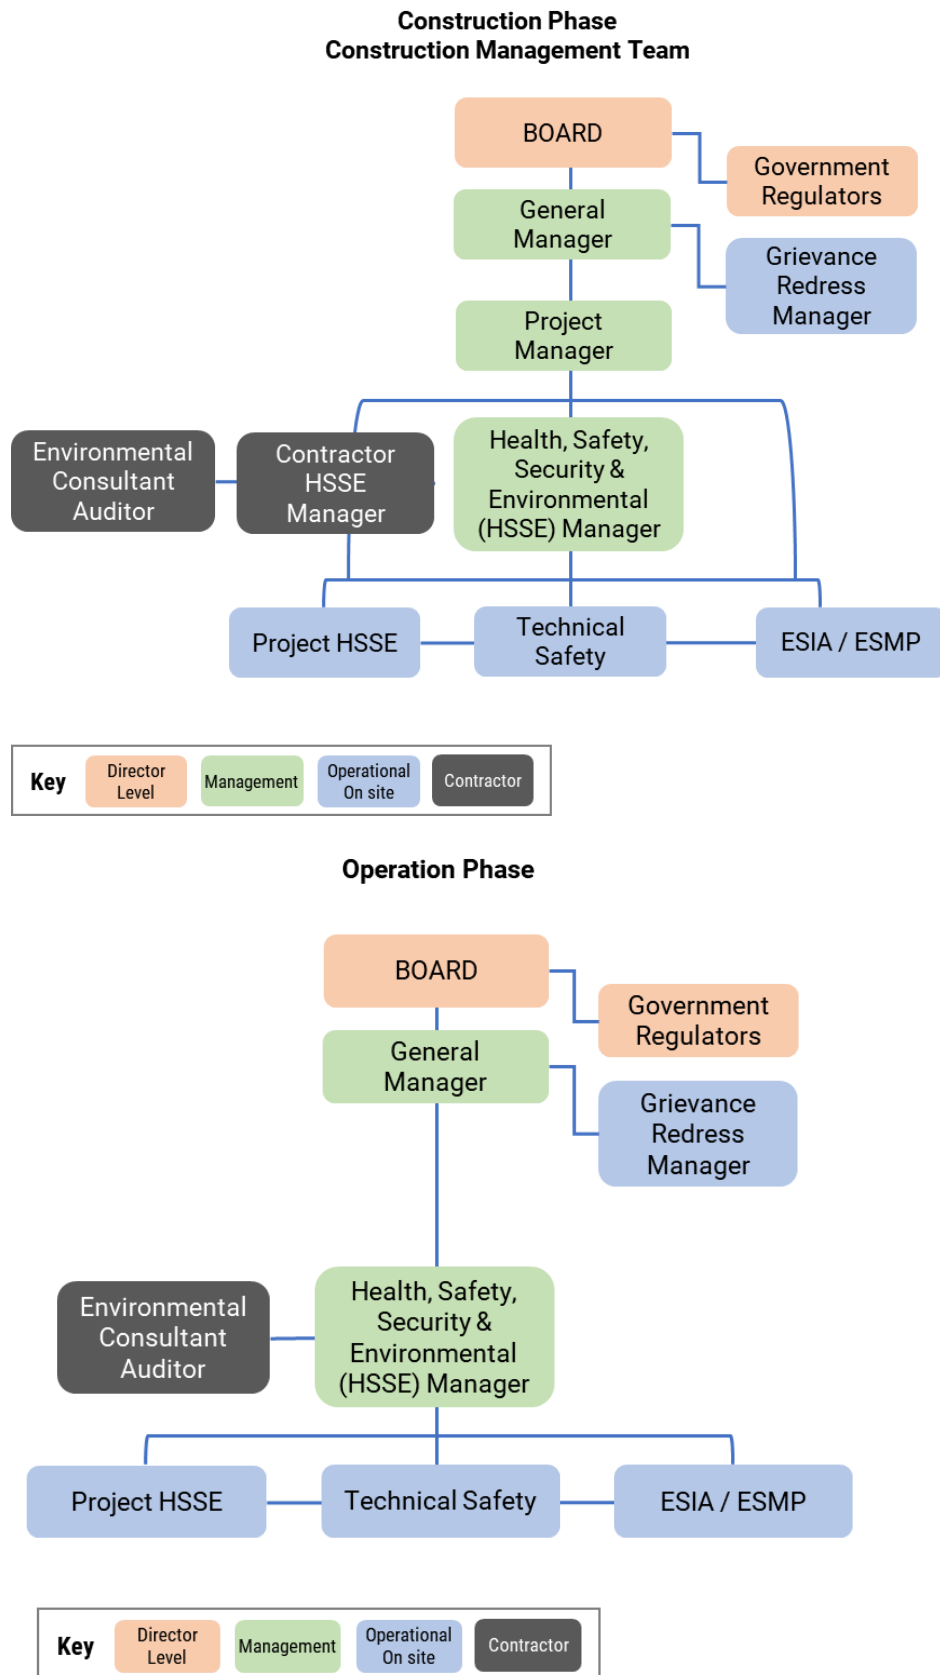 Construction Phase
Construction Management Team
BOARD
Government
Regulators
General
Manager
Grievance
Redress
Manager
Project
Manager
Environmental
Consultant
Auditor
Contractor
HSSE
Manager
Health, Safety,
Security &
Environmental
(HSSE) Manager
Project HSSE
Technical
Safety
ESIA / ESMP
Key
Director
Level
Management
Operational
On site
Contractor
Operation Phase
BOARD
Government
Regulators
General
Manager
Grievance
Redress
Manager
Environmental
Consultant
Auditor
Health, Safety,
Security &
Environmental
(HSSE) Manager
Project HSSE
Technical Safety
ESIA / ESMP
Key
Director
Level
Management
Operational
On site
Contractor